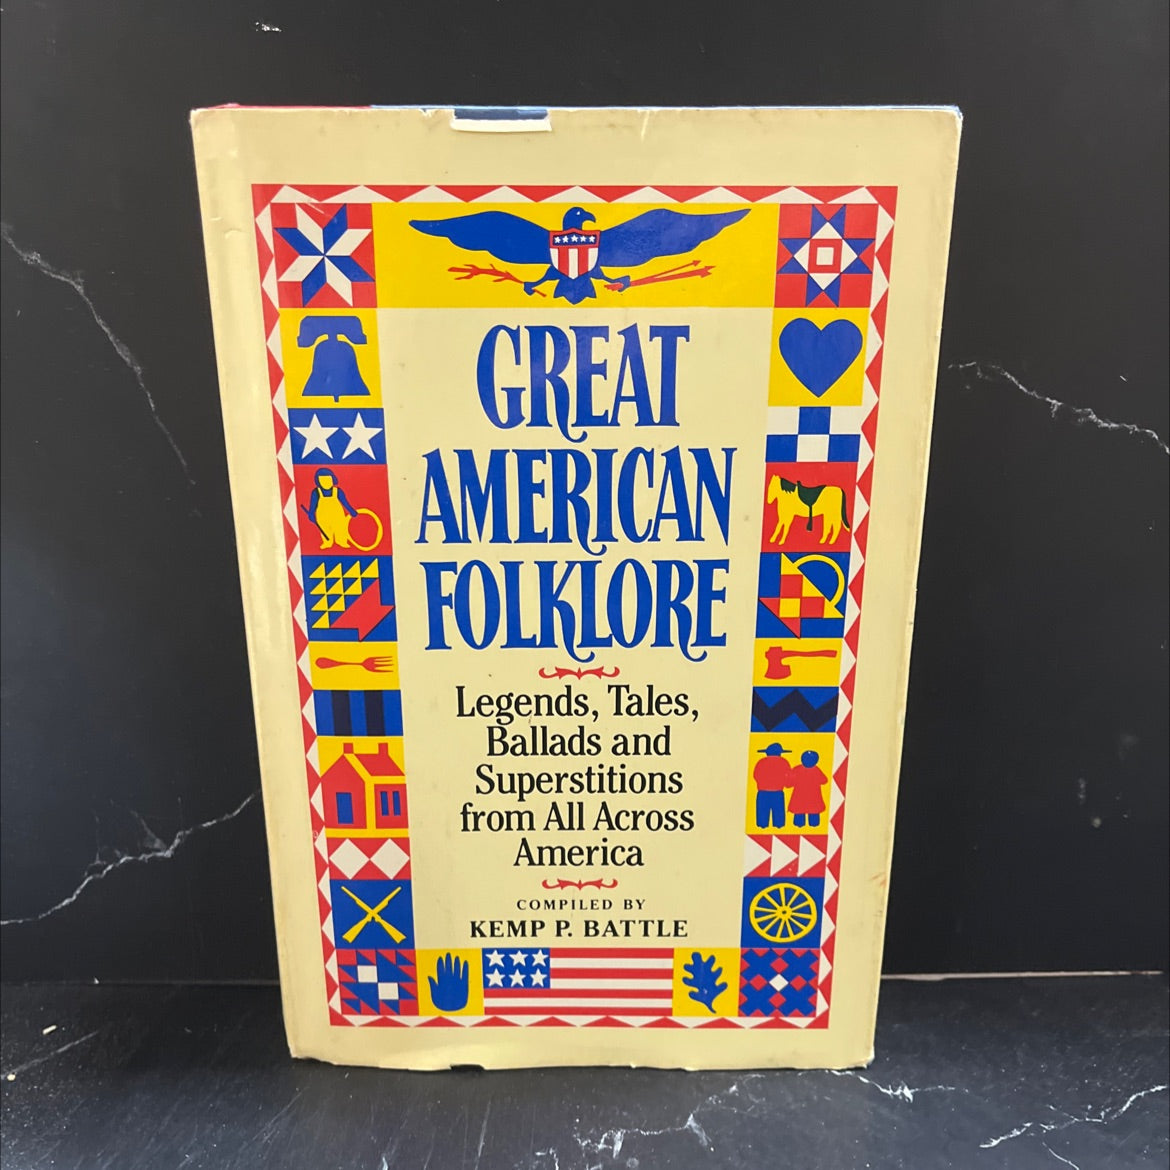 GREAT
AMERICAN
FOLKLORE
Legends, Tales,
Ballads and
Superstitions
from All Across
America
COMPILED BY
KEMP P. BATTLE